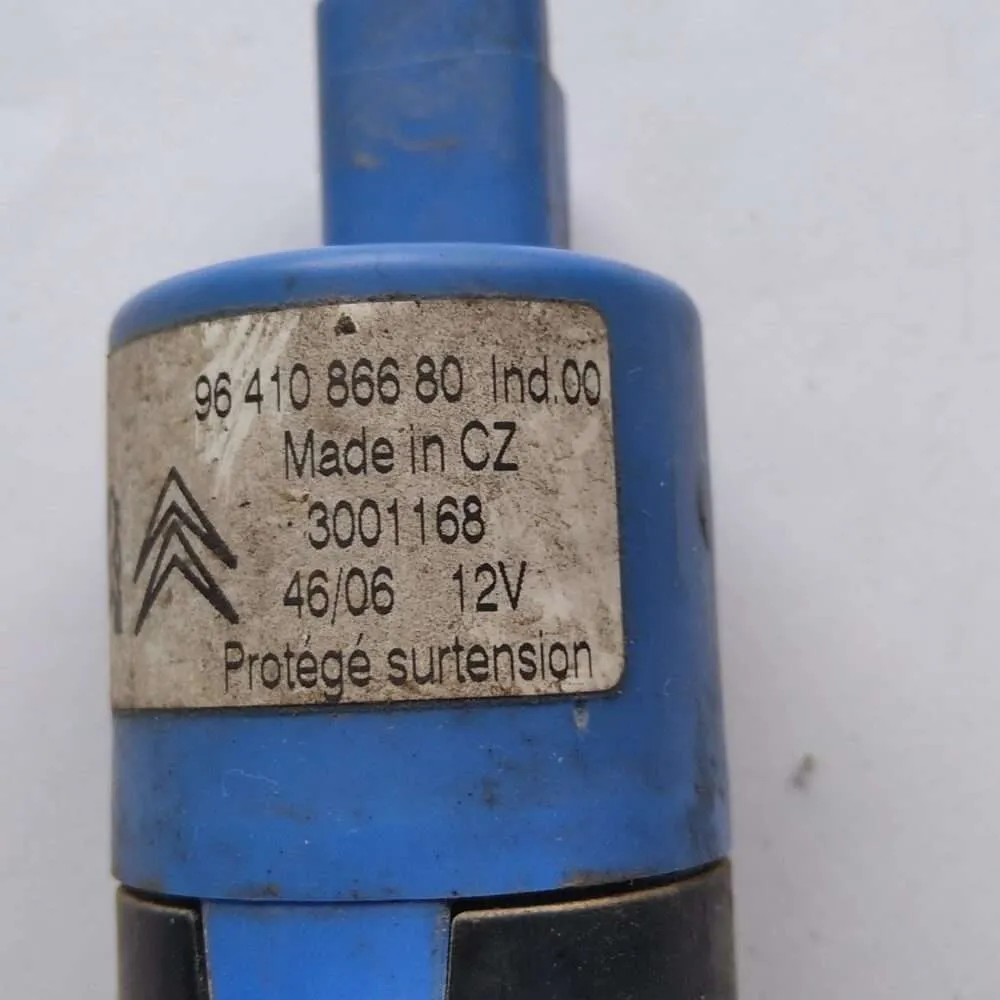 96 410 866 80 Ind.00
Made in CZ
3001168
46/06 12V
Protégé surtension